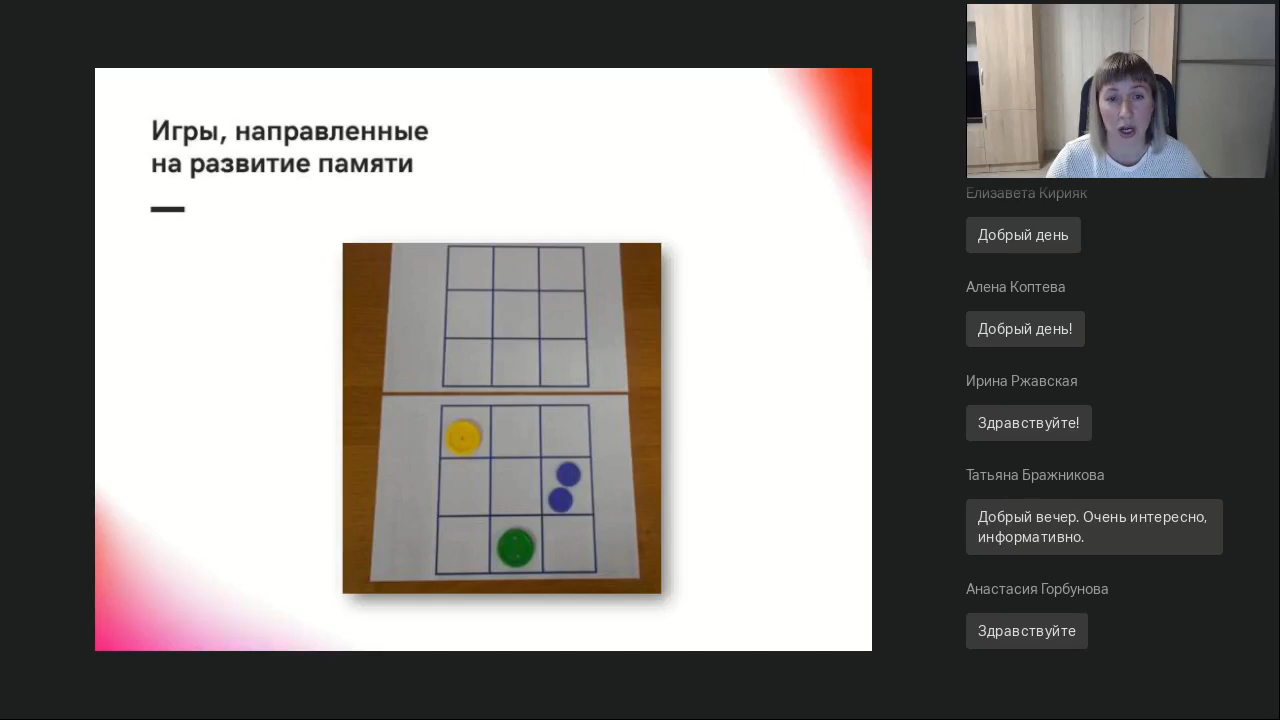 Игры, направленные
на развитие памяти
Елизавета Кирияк
Добрый день
Алена Коптева
Добрый день!
Ирина Ржавская
Здравствуйте!
Татьяна Бражникова
Добрый вечер. Очень интересно,
информативно.
Анастасия Горбунова
Здравствуйте